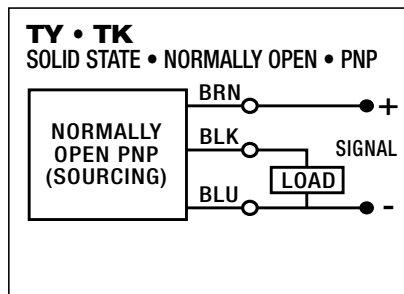 TY • TK
SOLID STATE • NORMALLY OPEN • PNP
BRN
+
NORMALLY
OPEN PNP
(SOURCING)
BLK
SIGNAL
LOAD
BLU
-